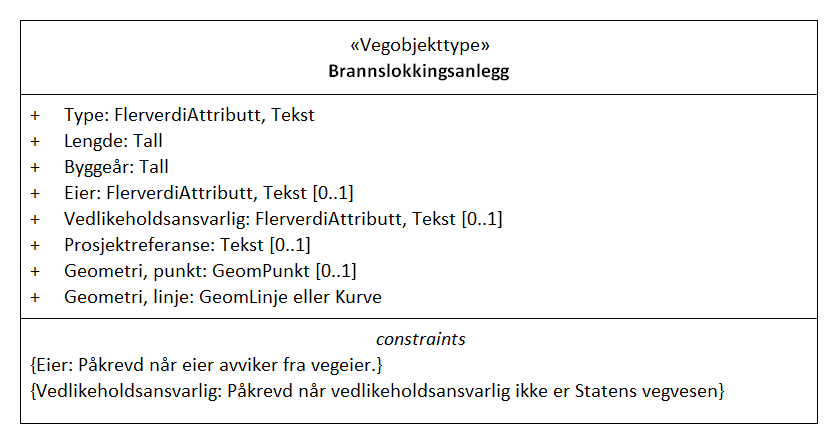 «Vegobjekttype»
Brannslokkingsanlegg
+ Type: FlerverdiAttributt, Tekst
+ Lengde: Tall
+ Byggeår: Tall
+ Eier: FlerverdiAttributt, Tekst [0..1]
+ Vedlikeholdsansvarlig: FlerverdiAttributt, Tekst [0..1]
+ Prosjektreferanse: Tekst [0..1]
+ Geometri, punkt: GeomPunkt [0..1]
+ Geometri, linje: GeomLinje eller Kurve
constraints
{Eier: Påkrevd når eier avviker fra vegeier.}
{Vedlikeholdsansvarlig: Påkrevd når vedlikeholdsansvarlig ikke er Statens vegvesen}